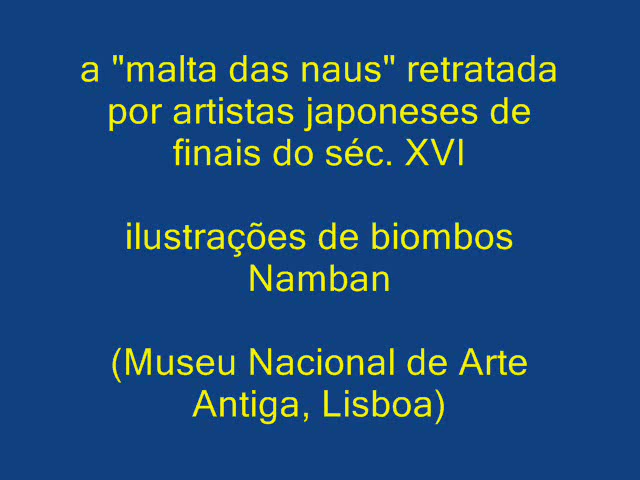 a "malta das naus" retratada
por artistas japoneses de
finais do séc. XVI
ilustrações de biombos
Namban
(Museu Nacional de Arte
Antiga, Lisboa)